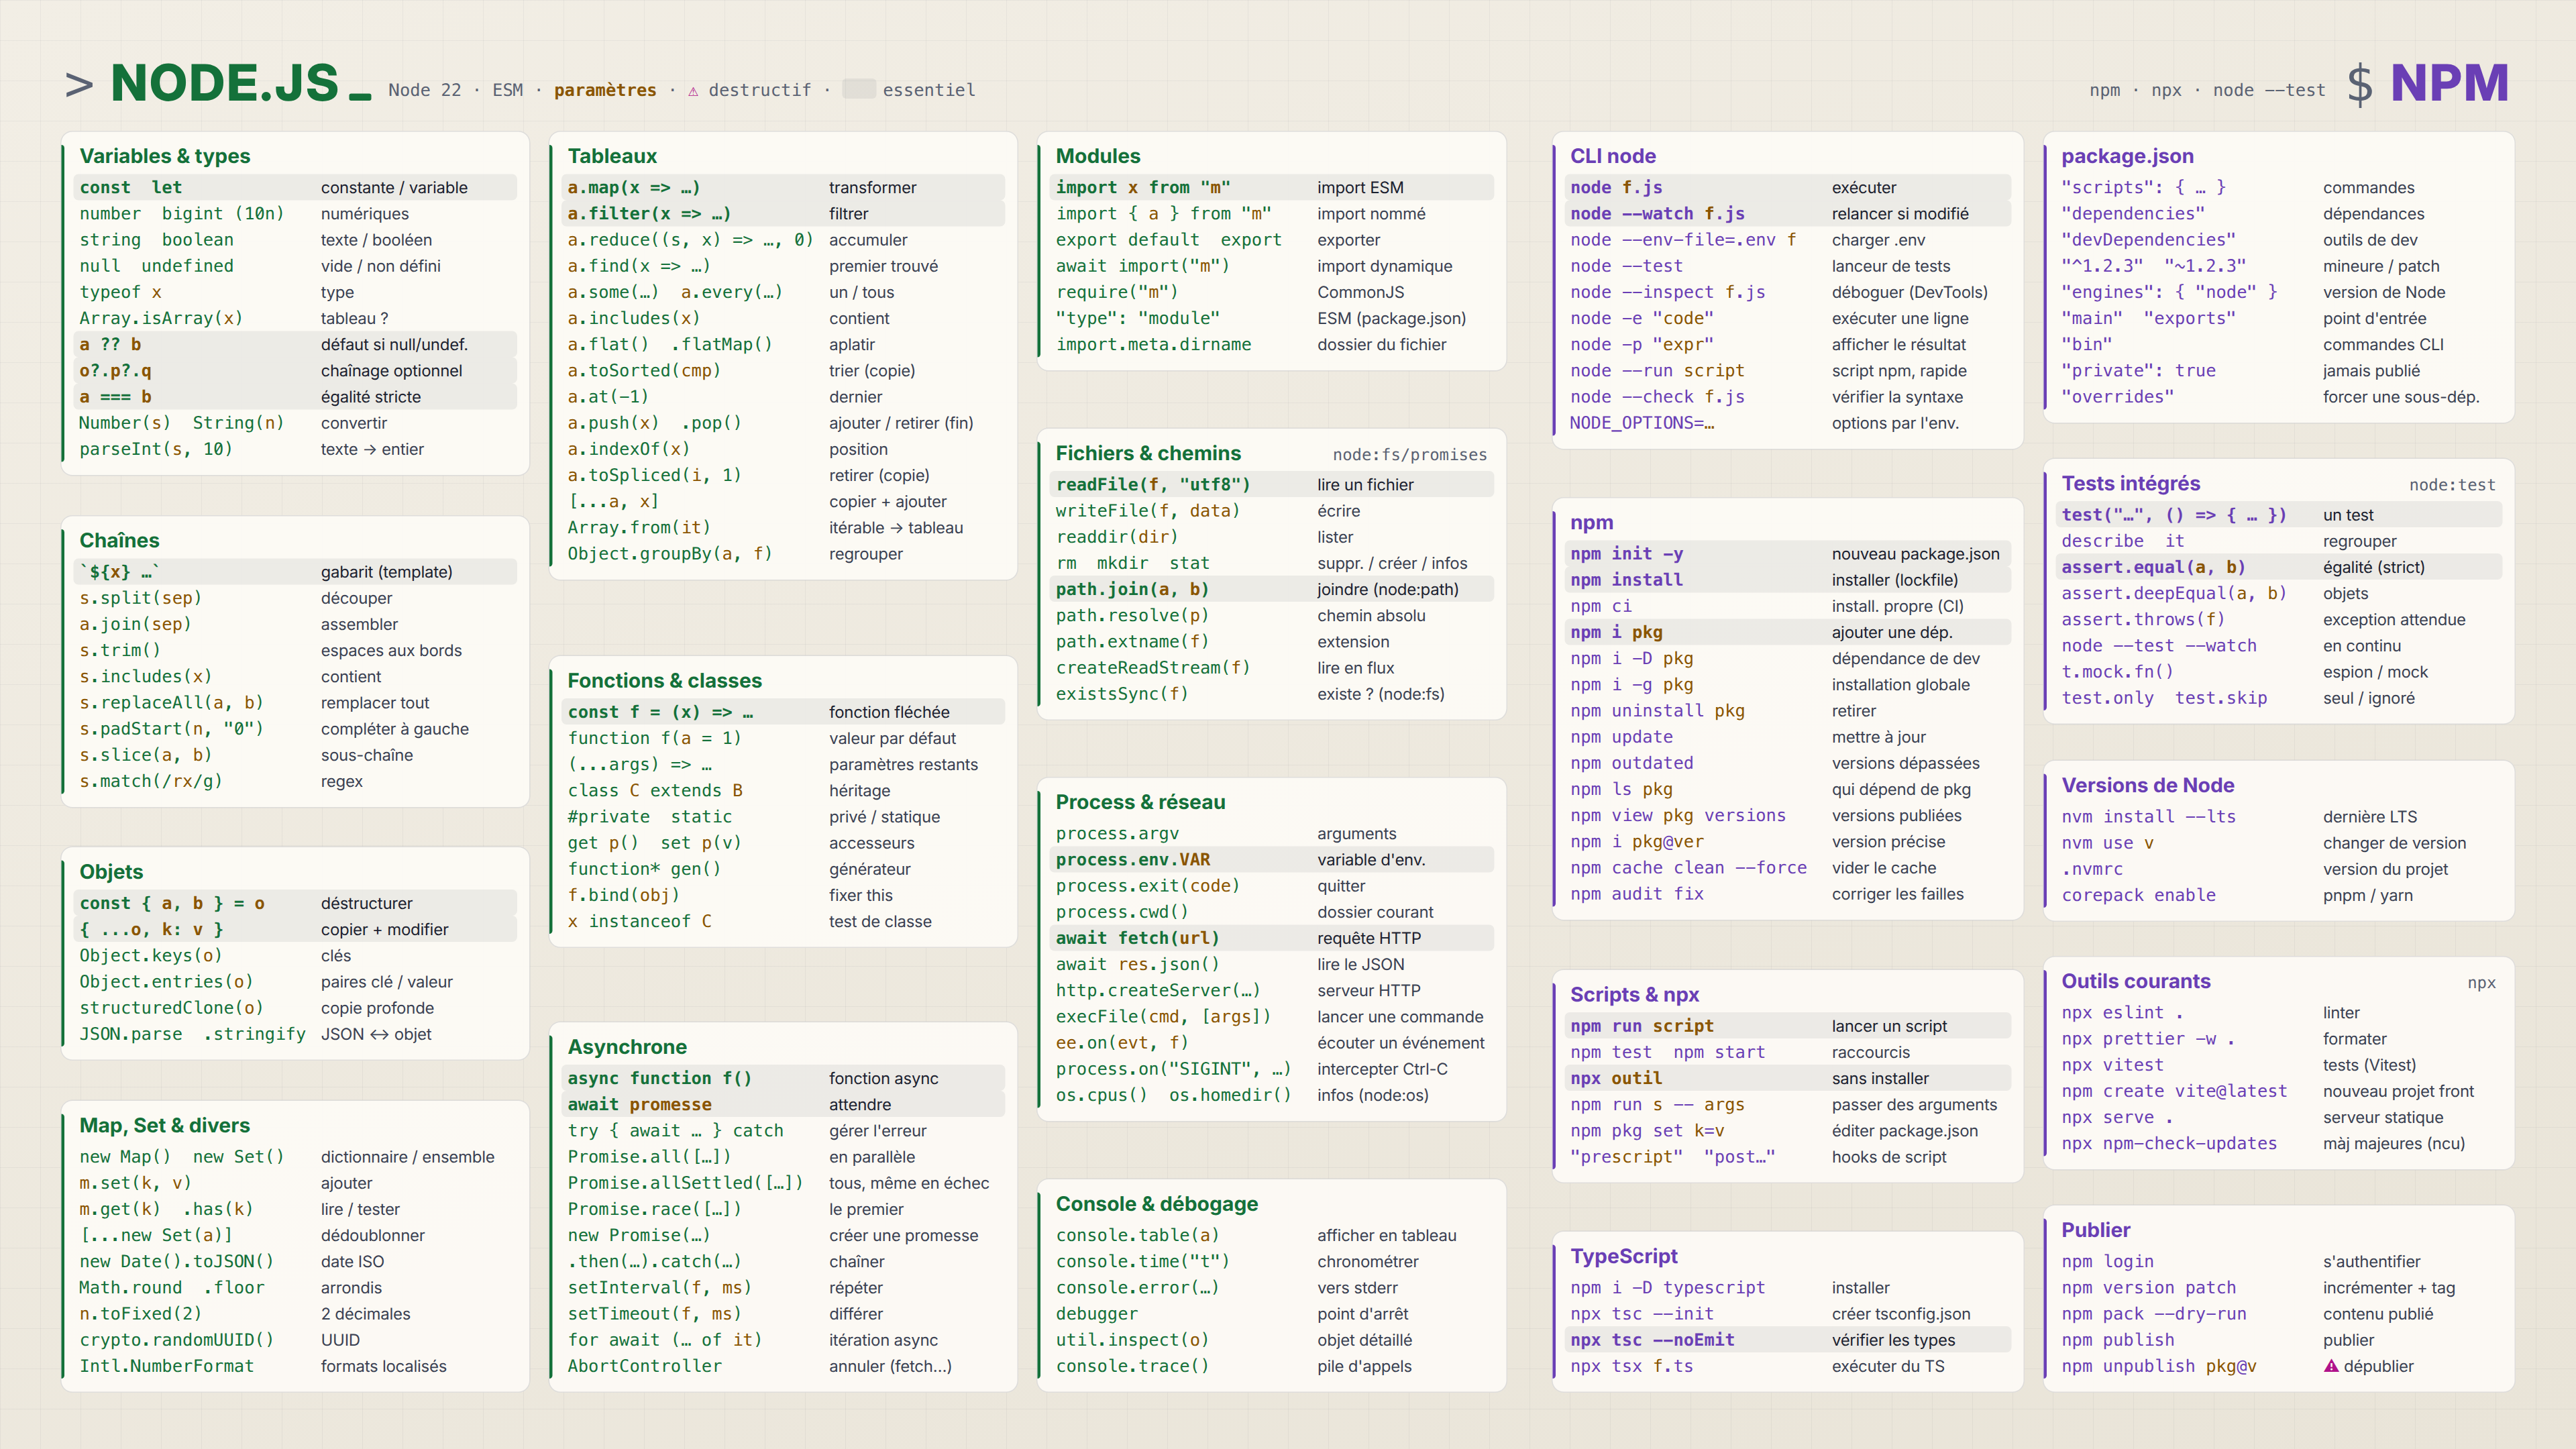 > NODE.JS_ Node 22 · ESM · paramètres · ⚠ destructif · essentiel
npm · npx · node --test $ NPM
Variables & types
const let constante / variable
number bigint (10n) numériques
string boolean texte / booléen
null undefined vide / non défini
typeof x type
Array.isArray(x) tableau ?
a ?? b défaut si null/undef.
o?.p?.q chaînage optionnel
a === b égalité stricte
Number(s) String(n) convertir
parseInt(s, 10) texte → entier
Chaînes
`${x} …` gabarit (template)
s.split(sep) découper
a.join(sep) assembler
s.trim() espaces aux bords
s.includes(x) contient
s.replaceAll(a, b) remplacer tout
s.padStart(n, "0") compléter à gauche
s.slice(a, b) sous-chaîne
s.match(/rx/g) regex
Objets
const { a, b } = o déstructurer
{ ...o, k: v } copier + modifier
Object.keys(o) clés
Object.entries(o) paires clé / valeur
structuredClone(o) copie profonde
JSON.parse .stringify JSON ↔ objet
Map, Set & divers
new Map() new Set() dictionnaire / ensemble
m.set(k, v) ajouter
m.get(k) .has(k) lire / tester
[...new Set(a)] dédoublonner
new Date().toJSON() date ISO
Math.round .floor arrondis
n.toFixed(2) 2 décimales
crypto.randomUUID() UUID
Intl.NumberFormat formats localisés
Tableaux
a.map(x => …) transformer
a.filter(x => …) filtrer
a.reduce((s, x) => …, 0) accumuler
a.find(x => …) premier trouvé
a.some(…) a.every(…) un / tous
a.includes(x) contient
a.flat() .flatMap() aplatir
a.toSorted(cmp) trier (copie)
a.at(-1) dernier
a.push(x) .pop() ajouter / retirer (fin)
a.indexOf(x) position
a.toSpliced(i, 1) retirer (copie)
[...a, x] copier + ajouter
Array.from(it) itérable → tableau
Object.groupBy(a, f) regrouper
Fonctions & classes
const f = (x) => … fonction fléchée
function f(a = 1) valeur par défaut
(...args) => … paramètres restants
class C extends B héritage
#private static privé / statique
get p() set p(v) accesseurs
function* gen() générateur
f.bind(obj) fixer this
x instanceof C test de classe
Asynchrone
async function f() fonction async
await promesse attendre
try { await … } catch gérer l'erreur
Promise.all([…]) en parallèle
Promise.allSettled([…]) tous, même en échec
Promise.race([…]) le premier
new Promise(…) créer une promesse
.then(…).catch(…) chaîner
setInterval(f, ms) répéter
setTimeout(f, ms) différer
for await (… of it) itération async
AbortController annuler (fetch...)
Modules
import x from "m" import ESM
import { a } from "m" import nommé
export default export exporter
await import("m") import dynamique
require("m") CommonJS
"type": "module" ESM (package.json)
import.meta.dirname dossier du fichier
Fichiers & chemins node:fs/promises
readFile(f, "utf8") lire un fichier
writeFile(f, data) écrire
readdir(dir) lister
rm mkdir stat suppr. / créer / infos
path.join(a, b) joindre (node:path)
path.resolve(p) chemin absolu
path.extname(f) extension
createReadStream(f) lire en flux
existsSync(f) existe ? (node:fs)
Process & réseau
process.argv arguments
process.env.VAR variable d'env.
process.exit(code) quitter
process.cwd() dossier courant
await fetch(url) requête HTTP
await res.json() lire le JSON
http.createServer(…) serveur HTTP
execFile(cmd, [args]) lancer une commande
ee.on(evt, f) écouter un événement
process.on("SIGINT", …) intercepter Ctrl-C
os.cpus() os.homedir() infos (node:os)
Console & débogage
console.table(a) afficher en tableau
console.time("t") chronométrer
console.error(…) vers stderr
debugger point d'arrêt
util.inspect(o) objet détaillé
console.trace() pile d'appels
CLI node
node f.js exécuter
node --watch f.js relancer si modifié
node --env-file=.env f charger .env
node --test lanceur de tests
node --inspect f.js déboguer (DevTools)
node -e "code" exécuter une ligne
node -p "expr" afficher le résultat
node --run script script npm, rapide
node --check f.js vérifier la syntaxe
NODE_OPTIONS=… options par l'env.
npm
npm init -y nouveau package.json
npm install installer (lockfile)
npm ci install. propre (CI)
npm i pkg ajouter une dép.
npm i -D pkg dépendance de dev
npm i -g pkg installation globale
npm uninstall pkg retirer
npm update mettre à jour
npm outdated versions dépassées
npm ls pkg qui dépend de pkg
npm view pkg versions versions publiées
npm i pkg@ver version précise
npm cache clean --force vider le cache
npm audit fix corriger les failles
Scripts & npx
npm run script lancer un script
npm test npm start raccourcis
npx outil sans installer
npm run s -- args passer des arguments
npm pkg set k=v éditer package.json
"prescript" "post…" hooks de script
TypeScript
npm i -D typescript installer
npx tsc --init créer tsconfig.json
npx tsc --noEmit vérifier les types
npx tsx f.ts exécuter du TS
package.json
"scripts": { … } commandes
"dependencies" dépendances
"devDependencies" outils de dev
"^1.2.3" "~1.2.3" mineure / patch
"engines": { "node" } version de Node
"main" "exports" point d'entrée
"bin" commandes CLI
"private": true jamais publié
"overrides" forcer une sous-dép.
Tests intégrés node:test
test("…", () => { … }) un test
describe it regrouper
assert.equal(a, b) égalité (strict)
assert.deepEqual(a, b) objets
assert.throws(f) exception attendue
node --test --watch en continu
t.mock.fn() espion / mock
test.only test.skip seul / ignoré
Versions de Node
nvm install --lts dernière LTS
nvm use v changer de version
.nvmrc version du projet
corepack enable pnpm / yarn
Outils courants npx
npx eslint . linter
npx prettier -w . formater
npx vitest tests (Vitest)
npm create vite@latest nouveau projet front
npx serve . serveur statique
npx npm-check-updates màj majeures (ncu)
Publier
npm login s'authentifier
npm version patch incrémenter + tag
npm pack --dry-run contenu publié
npm publish publier
npm unpublish pkg@v ⚠ dépublier